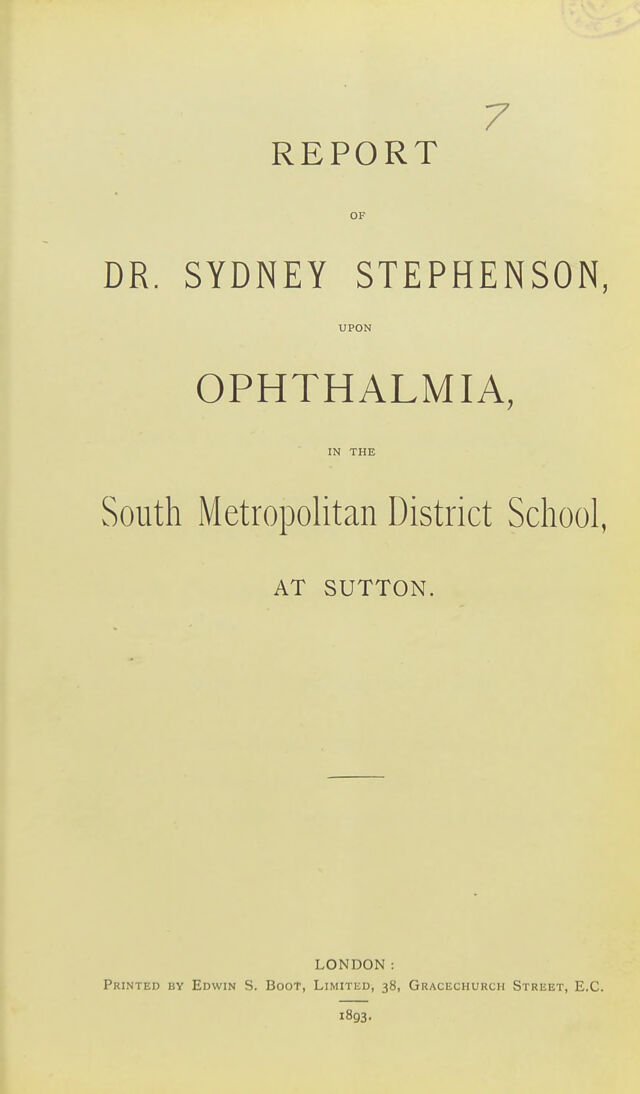 7
REPORT
OF
DR. SYDNEY STEPHENSON,
UPON
OPHTHALMIA,
IN THE
South Metropolitan District School,
AT SUTTON.
LONDON:
PRINTED BY EDWIN S. BOOT, LIMITED, 38, GRACECHURCH STREET, E.C.
1893.